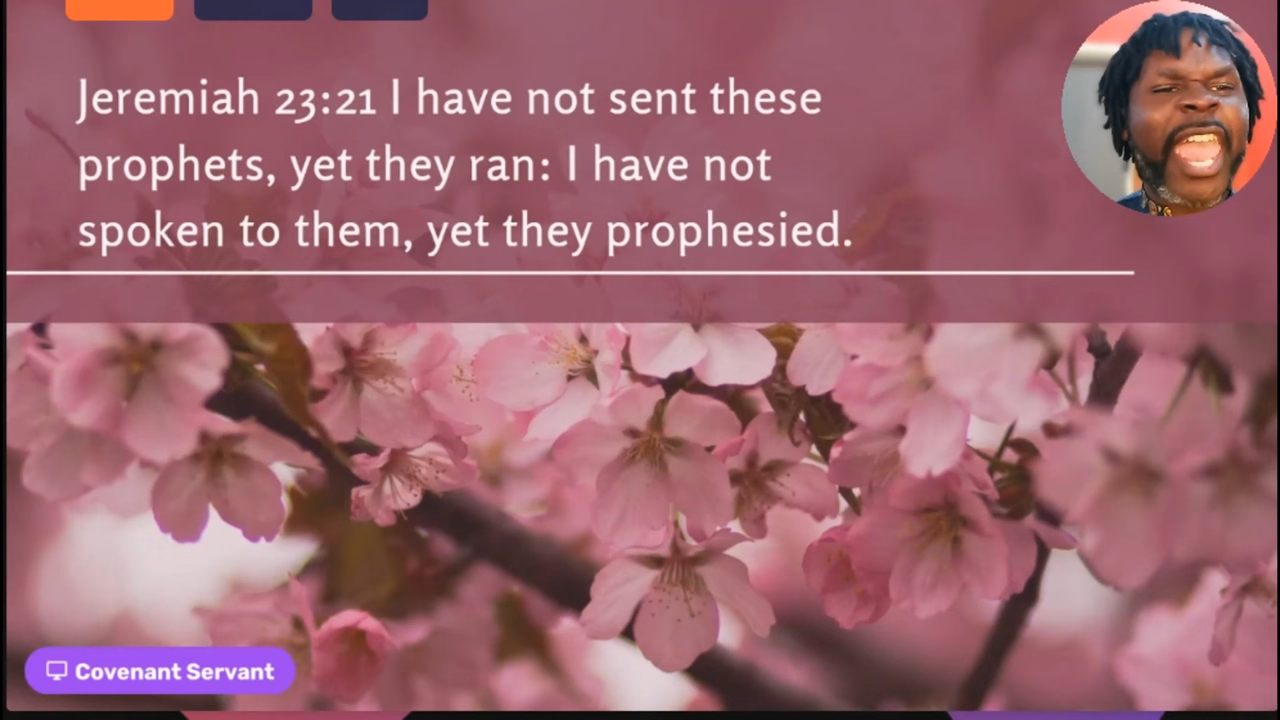 Jeremiah 23:21 I have not sent these
prophets, yet they ran: I have not
spoken to them, yet they prophesied.
Covenant Servant